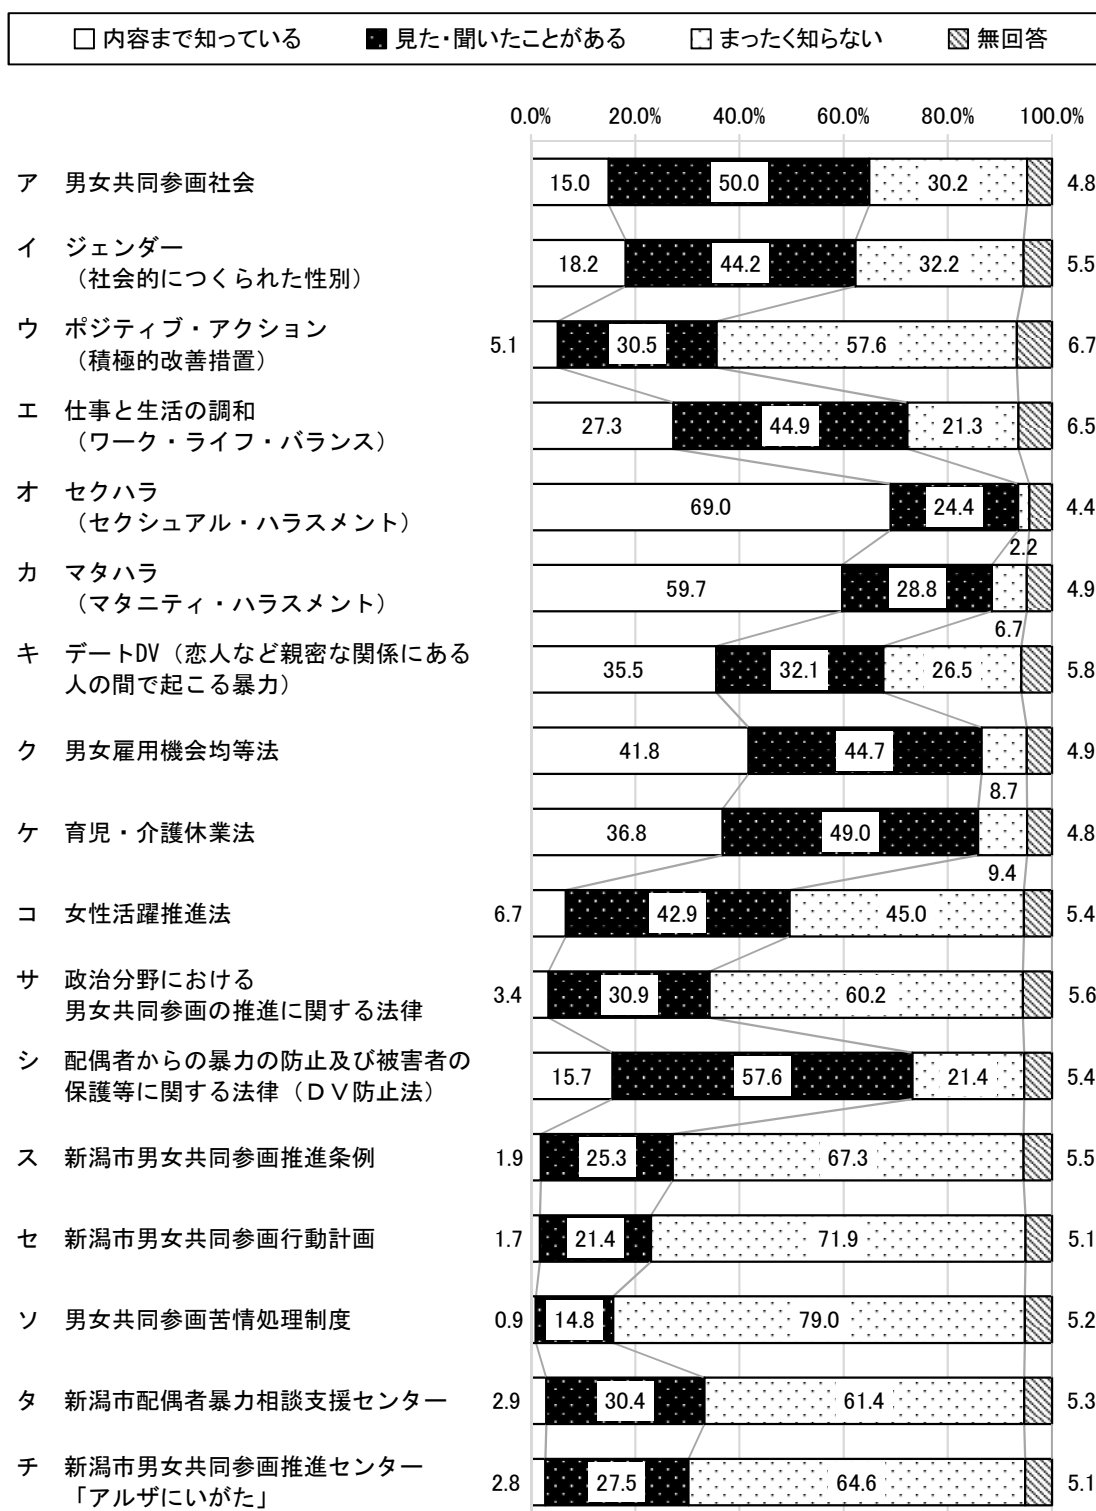 内容まで知っている 見た・聞いたことがある まったく知らない 無回答
0.0% 20.0% 40.0% 60.0% 80.0% 100.0%
ア 男女共同参画社会 15.0 50.0 30.2 4.8
イ ジェンダー
（社会的につくられた性別） 18.2 44.2 32.2 5.5
ウ ポジティブ・アクション
（積極的改善措置） 5.1 30.5 57.6 6.7
エ 仕事と生活の調和
（ワーク・ライフ・バランス） 27.3 44.9 21.3 6.5
オ セクハラ
（セクシュアル・ハラスメント） 69.0 24.4 4.4
2.2
カ マタハラ
（マタニティ・ハラスメント） 59.7 28.8 4.9
6.7
キ デートDV（恋人など親密な関係にある
人の間で起こる暴力） 35.5 32.1 26.5 5.8
ク 男女雇用機会均等法 41.8 44.7 4.9
8.7
ケ 育児・介護休業法 36.8 49.0 4.8
9.4
コ 女性活躍推進法 6.7 42.9 45.0 5.4
サ 政治分野における
男女共同参画の推進に関する法律 3.4 30.9 60.2 5.6
シ 配偶者からの暴力の防止及び被害者の
保護等に関する法律（ＤＶ防止法） 15.7 57.6 21.4 5.4
ス 新潟市男女共同参画推進条例 1.9 25.3 67.3 5.5
セ 新潟市男女共同参画行動計画 1.7 21.4 71.9 5.1
ソ 男女共同参画苦情処理制度 0.9 14.8 79.0 5.2
タ 新潟市配偶者暴力相談支援センター 2.9 30.4 61.4 5.3
チ 新潟市男女共同参画推進センター
「アルザにいがた」 2.8 27.5 64.6 5.1